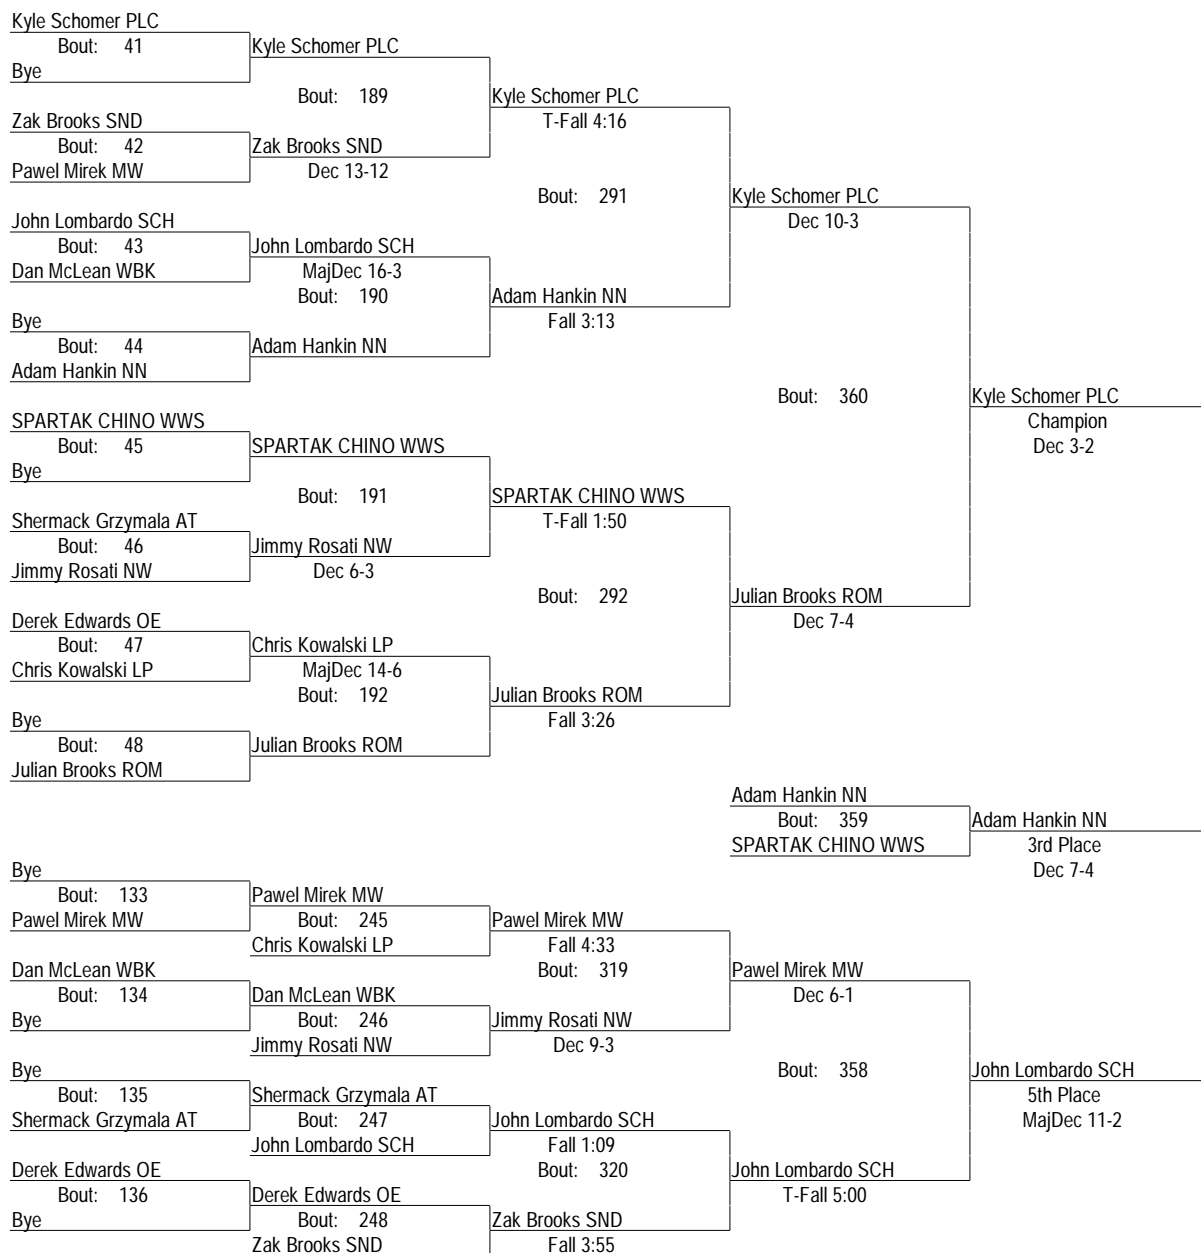 Kyle Schomer PLC
Bout: 41
Kyle Schomer PLC
Bye
Bout: 189
Kyle Schomer PLC
Zak Brooks SND
T-Fall 4:16
Bout: 42
Zak Brooks SND
Pawel Mirek MW
Dec 13-12
Bout: 291
Kyle Schomer PLC
John Lombardo SCH
Dec 10-3
Bout: 43
John Lombardo SCH
Dan McLean WBK
MajDec 16-3
Bout: 190
Adam Hankin NN
Bye
Fall 3:13
Bout: 44
Adam Hankin NN
Adam Hankin NN
Bout: 360
Kyle Schomer PLC
SPARTAK CHINO WWS
Champion
Bout: 45
SPARTAK CHINO WWS
Dec 3-2
Bye
Bout: 191
SPARTAK CHINO WWS
Shermack Grzymala AT
T-Fall 1:50
Bout: 46
Jimmy Rosati NW
Jimmy Rosati NW
Dec 6-3
Bout: 292
Julian Brooks ROM
Derek Edwards OE
Dec 7-4
Bout: 47
Chris Kowalski LP
Chris Kowalski LP
MajDec 14-6
Bout: 192
Julian Brooks ROM
Bye
Fall 3:26
Bout: 48
Julian Brooks ROM
Julian Brooks ROM
Adam Hankin NN
Bout: 359
Adam Hankin NN
SPARTAK CHINO WWS
3rd Place
Dec 7-4
Bye
Bout: 133
Pawel Mirek MW
Pawel Mirek MW
Bout: 245
Pawel Mirek MW
Chris Kowalski LP
Fall 4:33
Dan McLean WBK
Bout: 319
Pawel Mirek MW
Bout: 134
Dan McLean WBK
Dec 6-1
Bye
Bout: 246
Jimmy Rosati NW
Jimmy Rosati NW
Dec 9-3
Bye
Bout: 358
John Lombardo SCH
Bout: 135
Shermack Grzymala AT
5th Place
Shermack Grzymala AT
Bout: 247
John Lombardo SCH
MajDec 11-2
John Lombardo SCH
Fall 1:09
Derek Edwards OE
Bout: 320
John Lombardo SCH
Bout: 136
Derek Edwards OE
T-Fall 5:00
Bye
Bout: 248
Zak Brooks SND
Zak Brooks SND
Fall 3:55